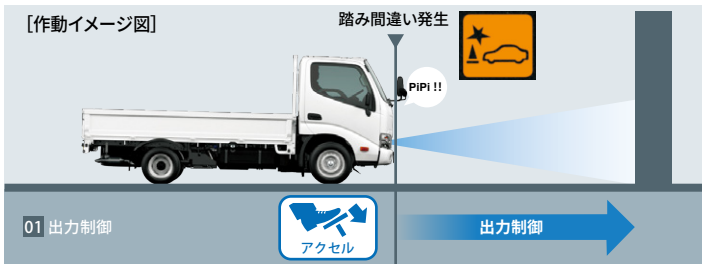 ［作動イメージ図］
踏み間違い発生
PiPi !!
01 出力制御
アクセル
出力制御